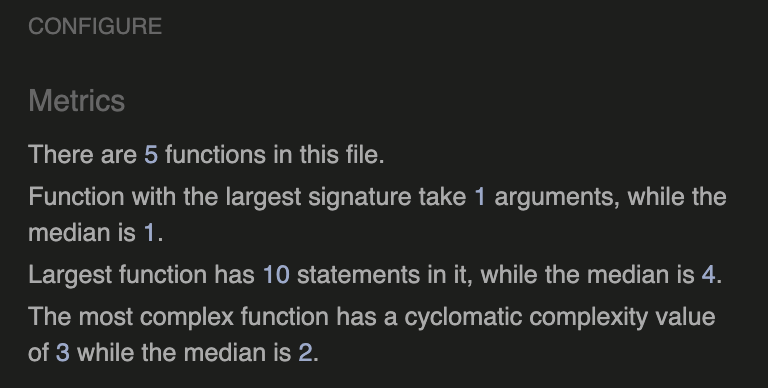 CONFIGURE
Metrics
There are 5 functions in this file.
Function with the largest signature take 1 arguments, while the
median is 1.
Largest function has 10 statements in it, while the median is 4.
The most complex function has a cyclomatic complexity value
of 3 while the median is 2.